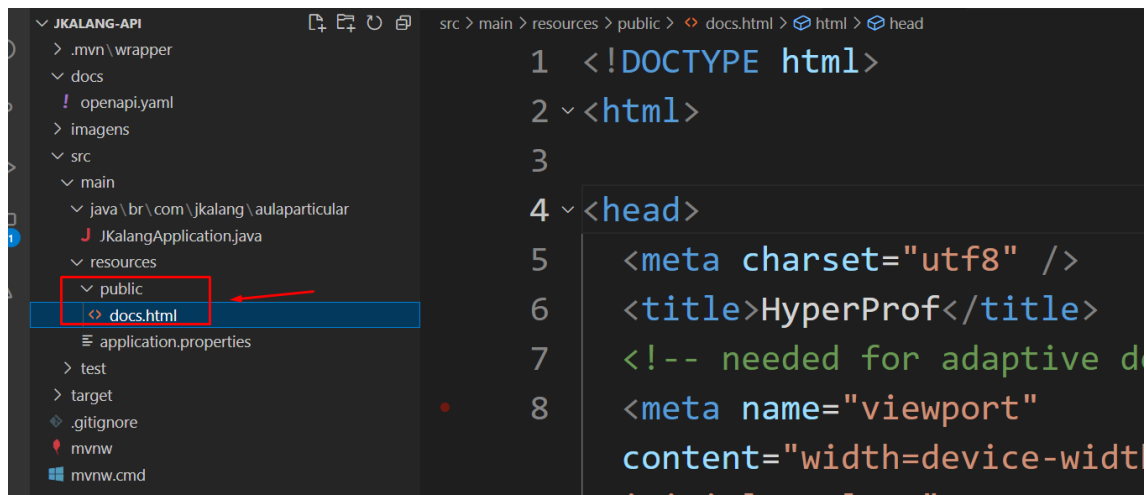 JKALANG-API
.mvn\wrapper
docs
! openapi.yaml
imagens
src
main
java\br\com\jkalang\aulaparticular
J JKalangApplication.java
resources
public
<> docs.html
application.properties
test
target
.gitignore
mvnw
mvnw.cmd
1
src > main > resources > public > <> docs.html > html > head
1 <!DOCTYPE html>
2 <html>
3
4 <head>
5 <meta charset="utf8" />
6 <title>HyperProf</title>
7 <!-- needed for adaptive
8 <meta name="viewport"
content="width=device-width